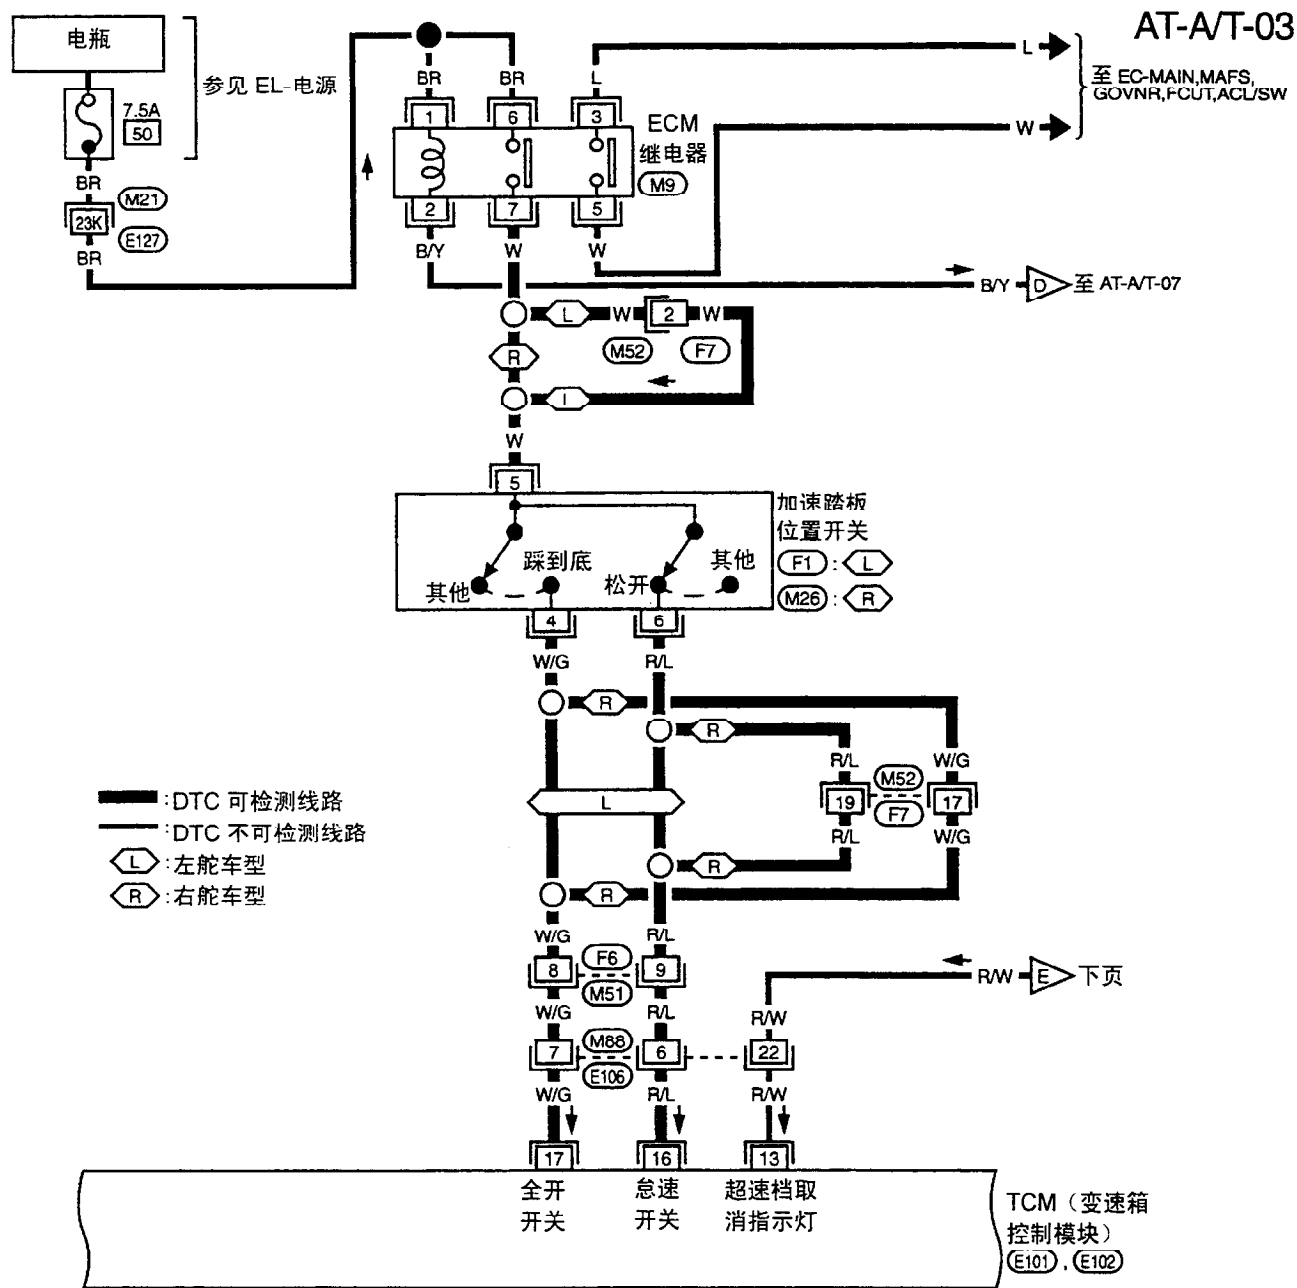 AT-A/T-03
电瓶
参见 EL-电源
7.5A
50
BR
M21
23K
E127
BR
BR
BR
L
1
6
3
ECM
继电器
M9
2
7
5
B/Y
W
W
L
W
至 EC-MAIN,MAFS,
GOVNR,FCUT,ACL/SW
B/Y
D
至 AT-A/T-07
L
W
2
W
M52
F7
R
L
W
5
加速踏板
位置开关
F1 : L
M26 : R
其他
踩到底
松开
其他
4
6
W/G
R/L
R
R
R/L
W/G
M52
19
17
F7
R/L
W/G
L
R
R
:DTC 可检测线路
:DTC 不可检测线路
L :左舵车型
R :右舵车型
W/G
R/L
8
F6
9
M51
W/G
R/L
R/W
E
下页
R/W
7
M88
6
22
E106
W/G
R/L
R/W
17
16
13
全开
开关
怠速
开关
超速档取
消指示灯
TCM（变速箱
控制模块）
E101 , E102